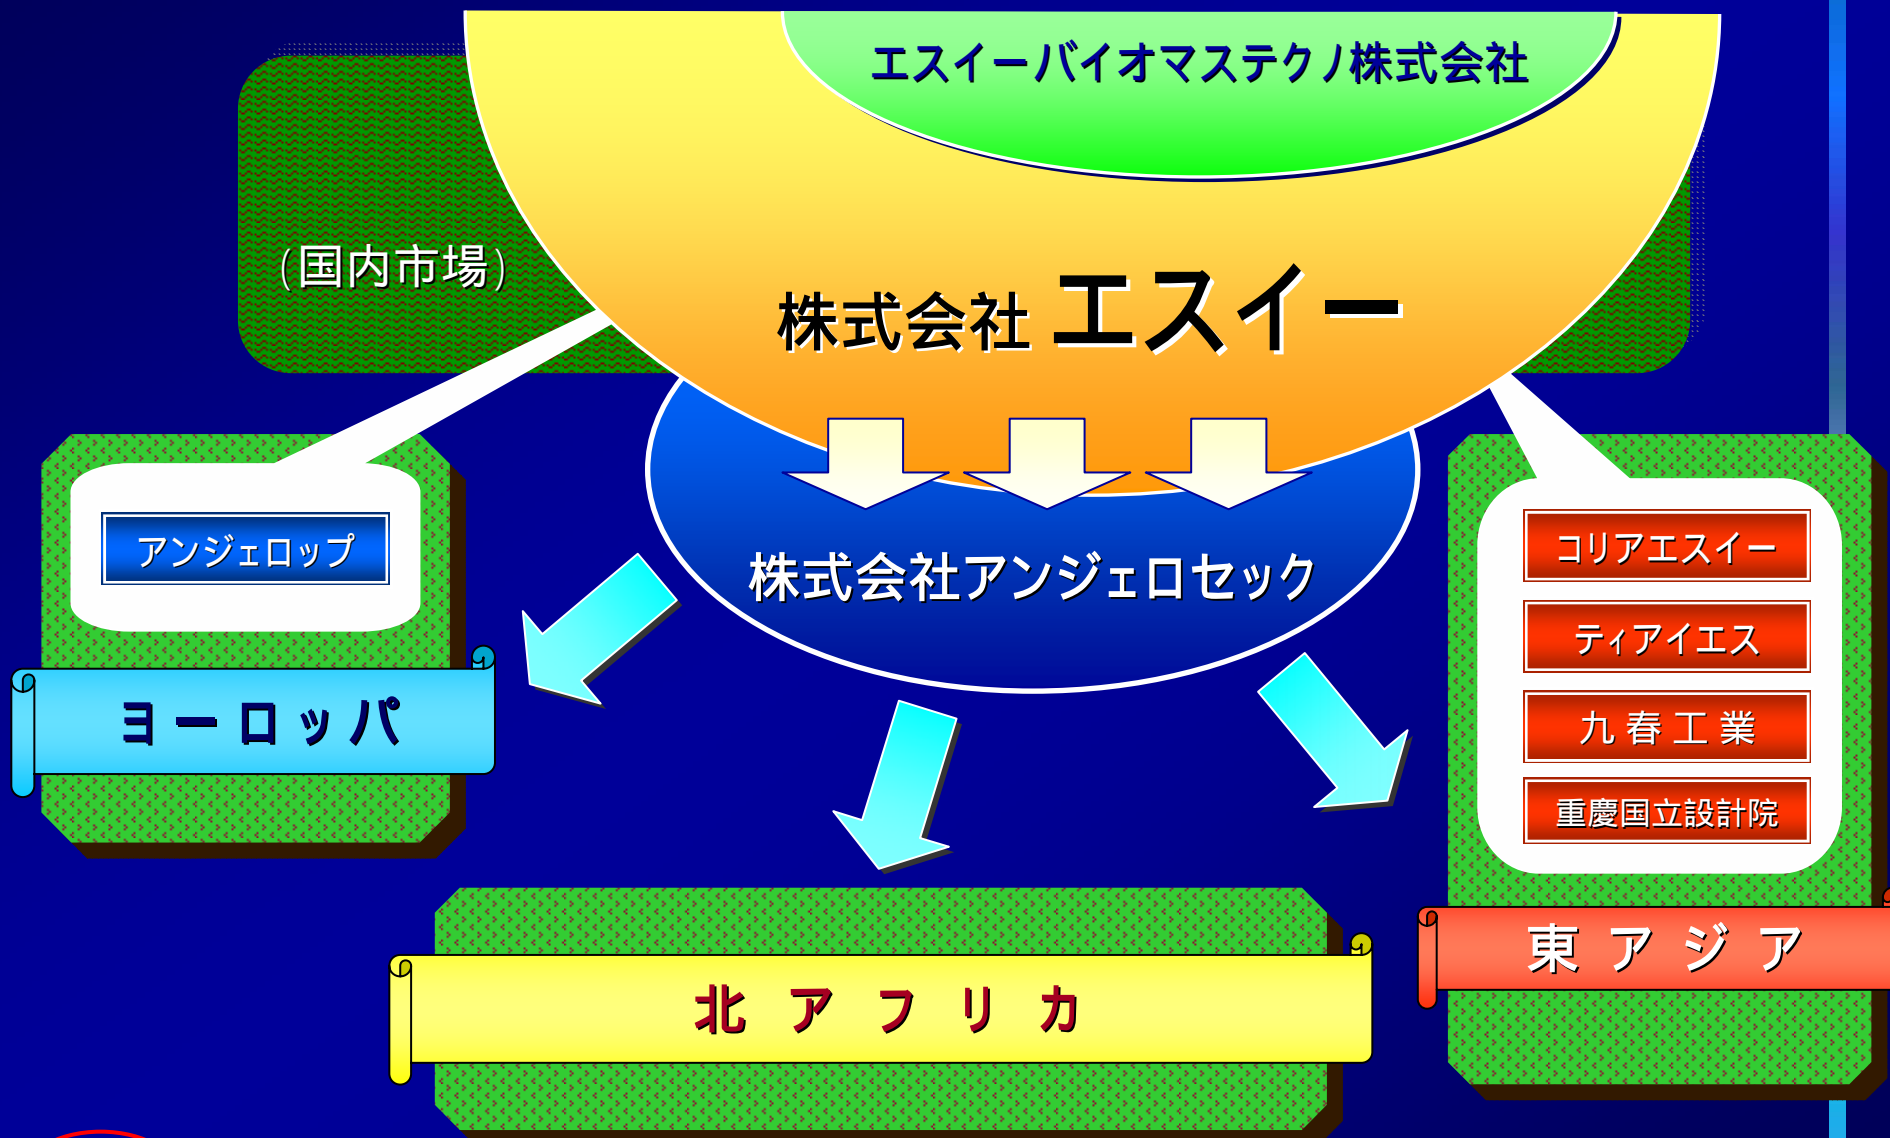 エスイーバイオマステクノ株式会社
(国内市場)
株式会社 エスイー
株式会社アンジェロセック
アンジェロップ
ヨーロッパ
コリアエスイー
ティアイエス
九春工業
重慶国立設計院
東アジア
北アフリカ